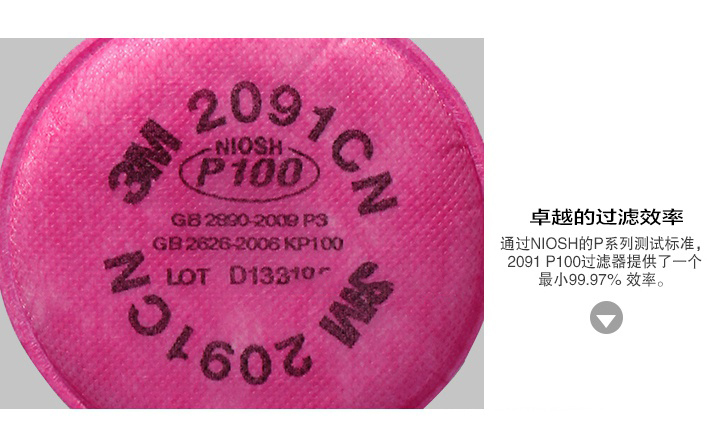 3M 2091CN
NIOSH
P100
GB 2890-2009 P3
GB 2626-2006 KP100
LOT
3M 2091CN
卓越的过滤效率
通过NIOSH的P系列测试标准，
2091 P100过滤器提供了一个
最小99.97% 效率。